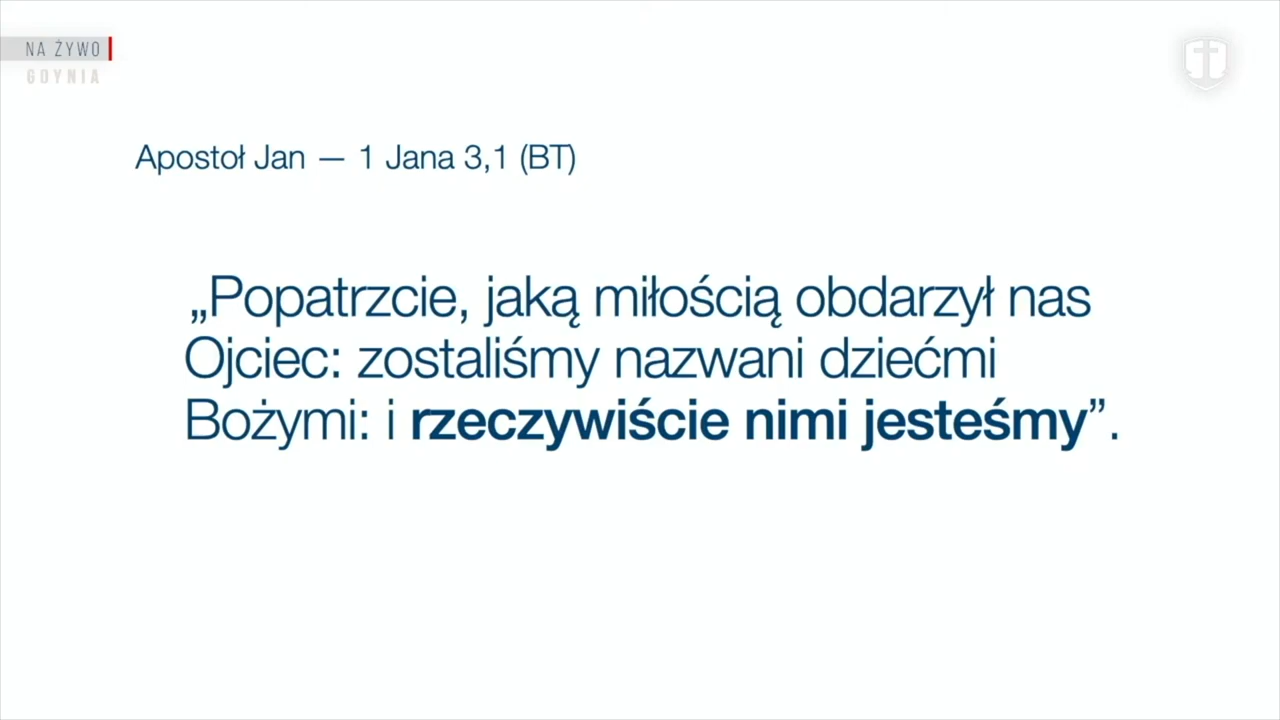 NA ŻYWO
GDYNIA
Apostoł Jan — 1 Jana 3,1 (BT)
„Popatrzcie, jaką miłością obdarzył nas
Ojciec: zostaliśmy nazwani dziećmi
Bożymi: i rzeczywiście nimi jesteśmy”.